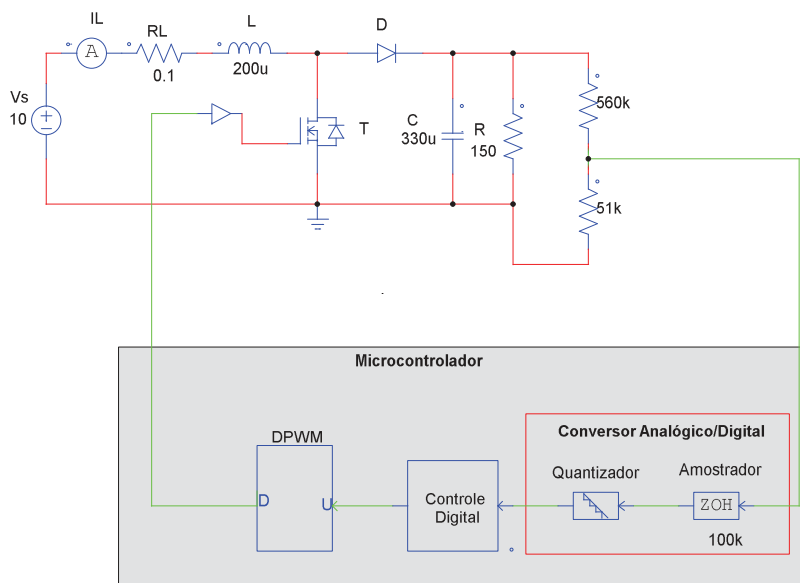 IL
A
RL
0.1
L
200u
D
Vs
10
T
C
330u
R
150
560k
51k
Microcontrolador
DPWM
D
U
Controle
Digital
Conversor Analógico/Digital
Quantizador
Amostrador
ZOH
100k